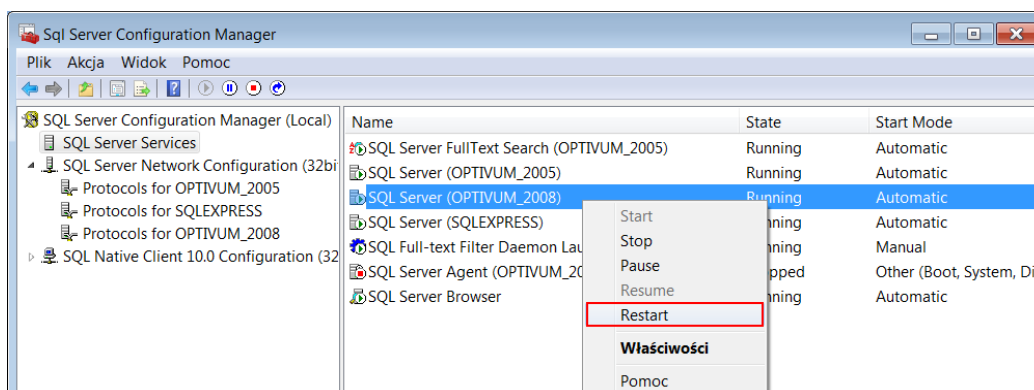 Sql Server Configuration Manager
Plik Akcja Widok Pomoc
SQL Server Configuration Manager (Local)
SQL Server Services
SQL Server Network Configuration (32bi
Protocols for OPTIVUM_2005
Protocols for SQLEXPRESS
Protocols for OPTIVUM_2008
SQL Native Client 10.0 Configuration (32
Name State Start Mode
SQL Server FullText Search (OPTIVUM_2005) Running Automatic
SQL Server (OPTIVUM_2005) Running Automatic
SQL Server (OPTIVUM_2008) Running Automatic
SQL Server (SQLEXPRESS) nning Automatic
SQL Full-text Filter Daemon Lau nning Manual
SQL Server Agent (OPTIVUM_20 pped Other (Boot, System, Di
SQL Server Browser nning Automatic
Start
Stop
Pause
Resume
Restart
Właściwości
Pomoc